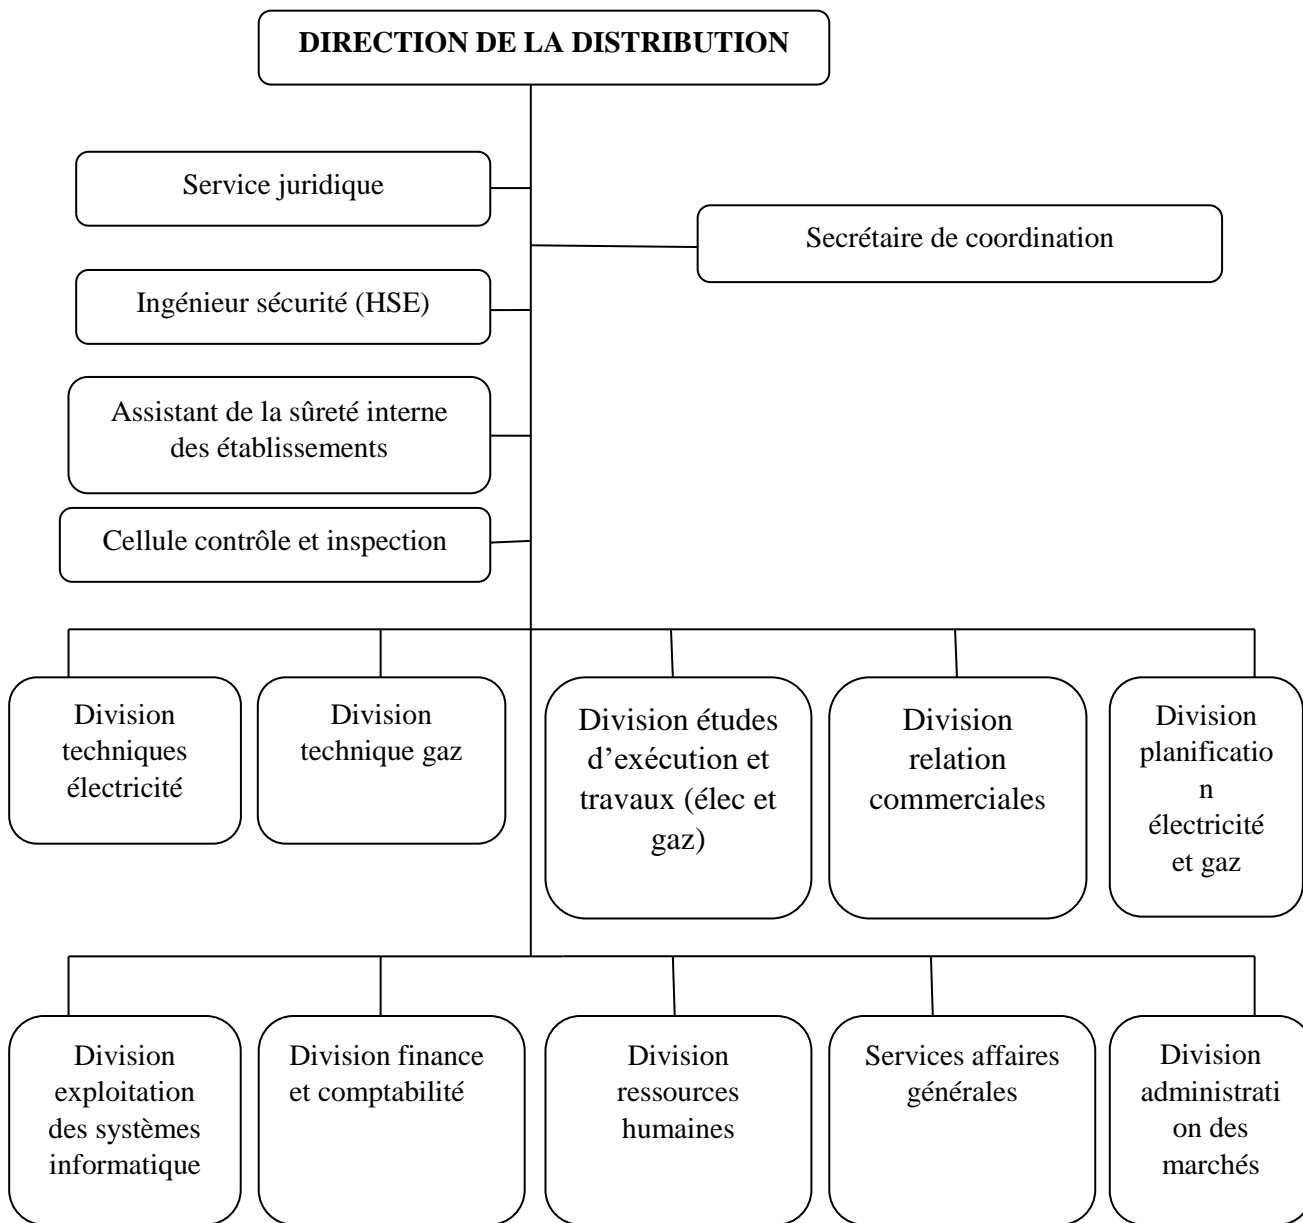 DIRECTION DE LA DISTRIBUTION
Service juridique
Secrétaire de coordination
Ingénieur sécurité (HSE)
Assistant de la sûreté interne
des établissements
Cellule contrôle et inspection
Division
techniques
électricité
Division
technique gaz
Division études
d’exécution et
travaux (élec et
gaz)
Division
relation
commerciales
Division
planificatio
n
électricité
et gaz
Division
exploitation
des systèmes
informatique
Division finance
et comptabilité
Division
ressources
humaines
Services affaires
générales
Division
administrati
on des
marchés